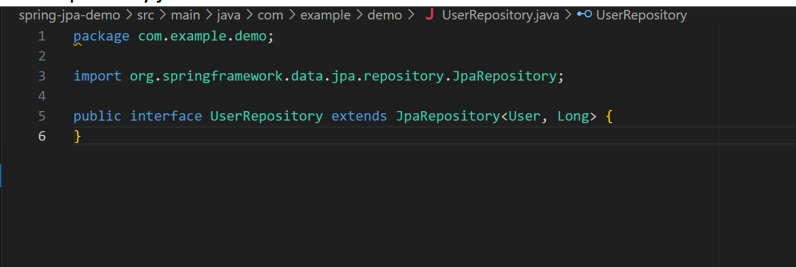 spring-jpa-demo > src > main > java > com > example > demo > J UserRepository.java > UserRepository
1 package com.example.demo;
2
3 import org.springframework.data.jpa.repository.JpaRepository;
4
5 public interface UserRepository extends JpaRepository<User, Long> {
6 }